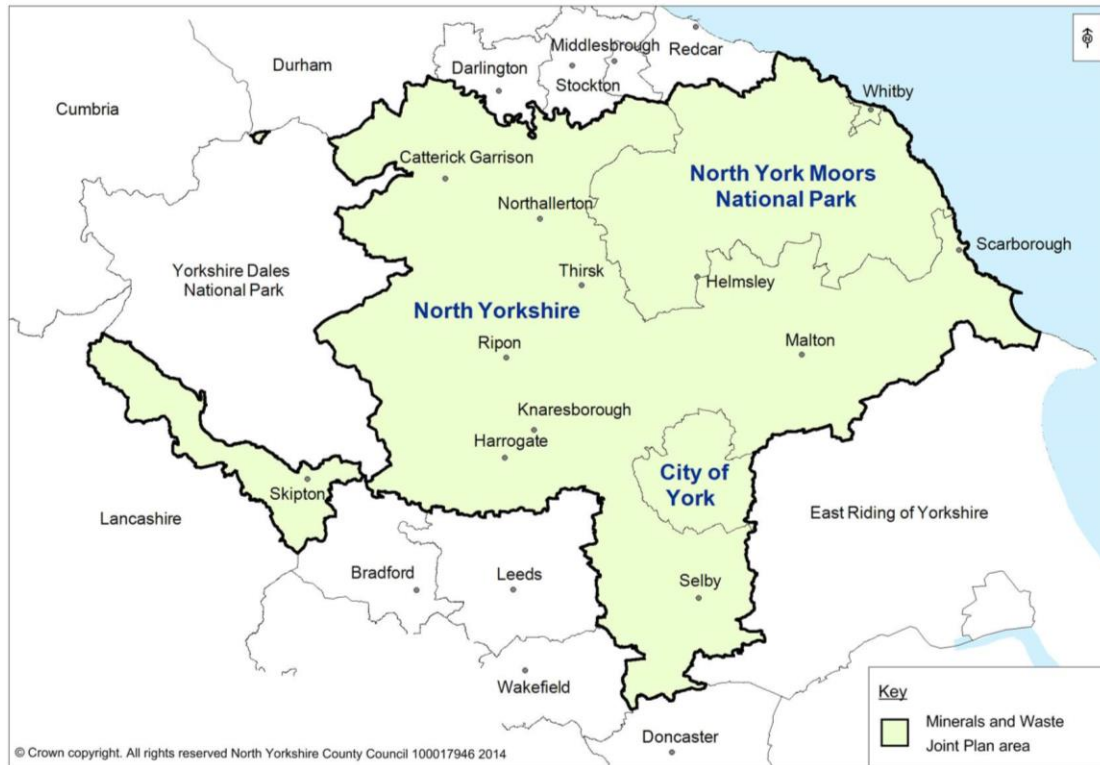 Middlesbrough
Redcar
Durham
Darlington
Stockton
Cumbria
Whitby
Catterick Garrison
North York Moors
National Park
Northallerton
Scarborough
Yorkshire Dales
National Park
Thirsk
Helmsley
North Yorkshire
Ripon
Malton
Knaresborough
Harrogate
City of
York
Skipton
Lancashire
East Riding of Yorkshire
Bradford
Leeds
Selby
Wakefield
Doncaster
Key
Minerals and Waste
Joint Plan area
© Crown copyright. All rights reserved North Yorkshire County Council 100017946 2014